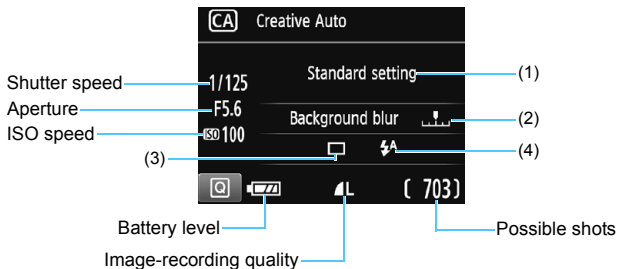 CA Creative Auto
Shutter speed 1/125 Standard setting (1)
Aperture F5.6
ISO speed ISO 100 Background blur (2)
(3) A (4)
Q L ( 703)
Battery level Possible shots
Image-recording quality